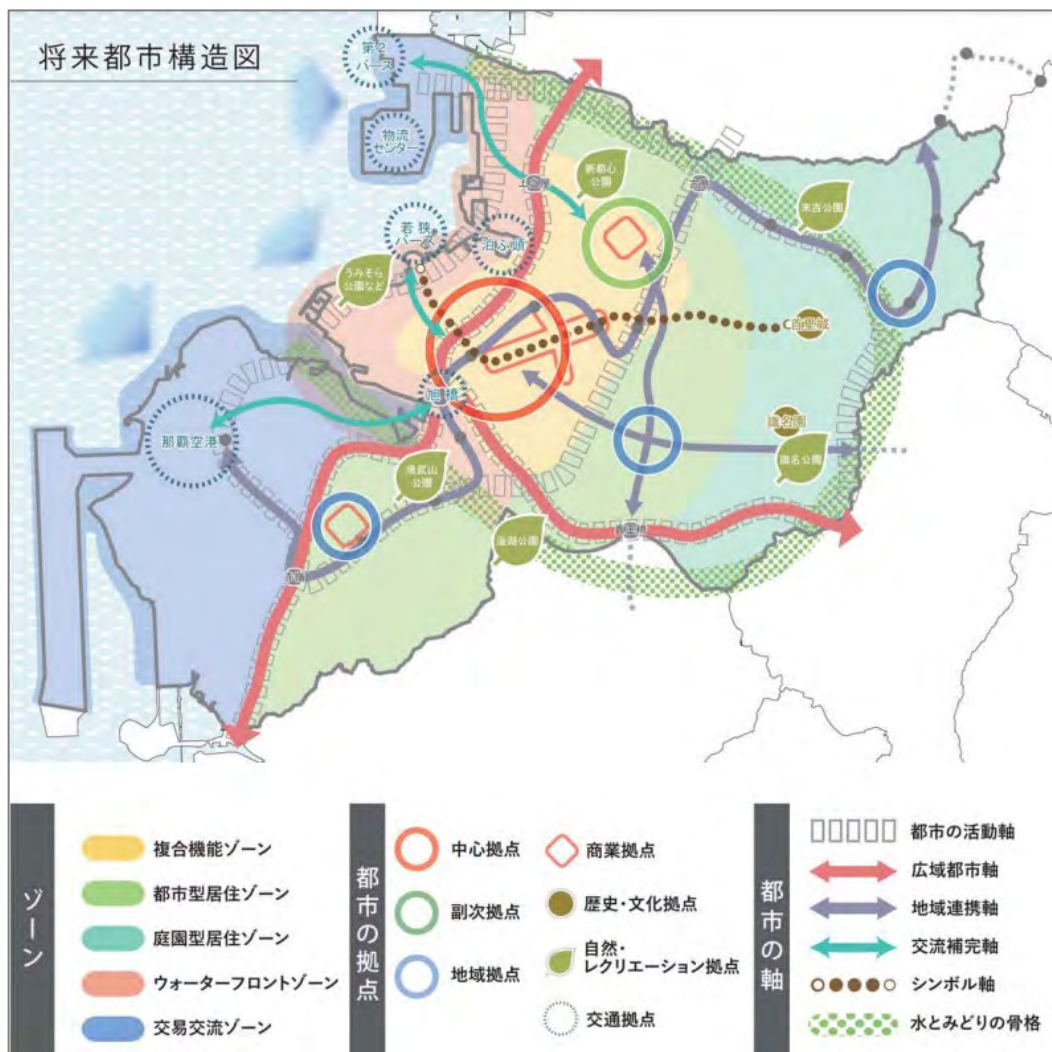 将来都市構造図
第2
バース
物流
センター
新都心
公園
末吉公園
若狭
バース
泊ふ頭
うみそら
公園など
首里城
旭橋
那覇空港
識名園
識名公園
奥武山
公園
漫湖公園
ゾーン
複合機能ゾーン
都市型居住ゾーン
庭園型居住ゾーン
ウォーターフロントゾーン
交易交流ゾーン
都市の拠点
中心拠点
副次拠点
地域拠点
商業拠点
歴史・文化拠点
自然・
レクリエーション拠点
交通拠点
都市の軸
都市の活動軸
広域都市軸
地域連携軸
交流補完軸
シンボル軸
水とみどりの骨格